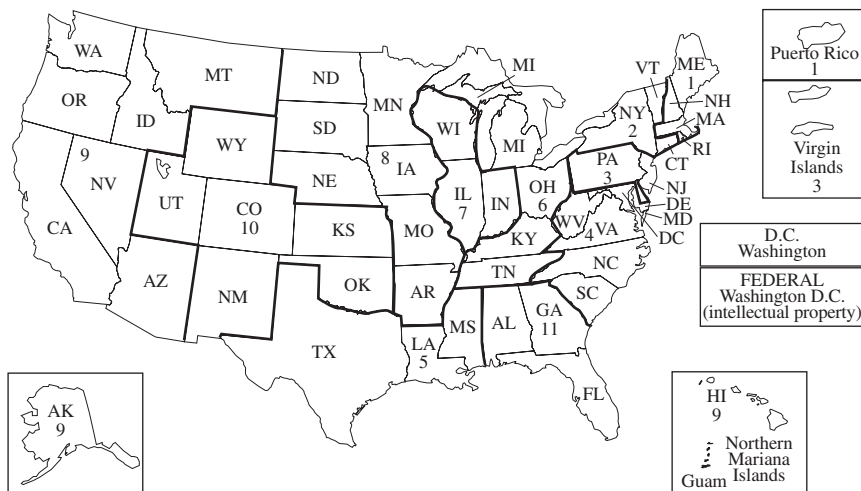 WA
MT
ND
MN
MI
VT
ME
1
Puerto Rico
1
OR
ID
SD
WI
MI
NY
2
NH
MA
RI
CT
WY
9
NV
NE
8
IA
PA
3
NJ
DE
MD
DC
Virgin
Islands
3
CA
UT
CO
10
KS
MO
IL
7
IN
OH
6
WV
4
VA
KY
D.C.
Washington
AZ
NM
OK
AR
TN
NC
SC
FEDERAL
Washington D.C.
(intellectual property)
TX
LA
5
MS
AL
GA
11
FL
AK
9
HI
9
Northern
Mariana
Islands
Guam